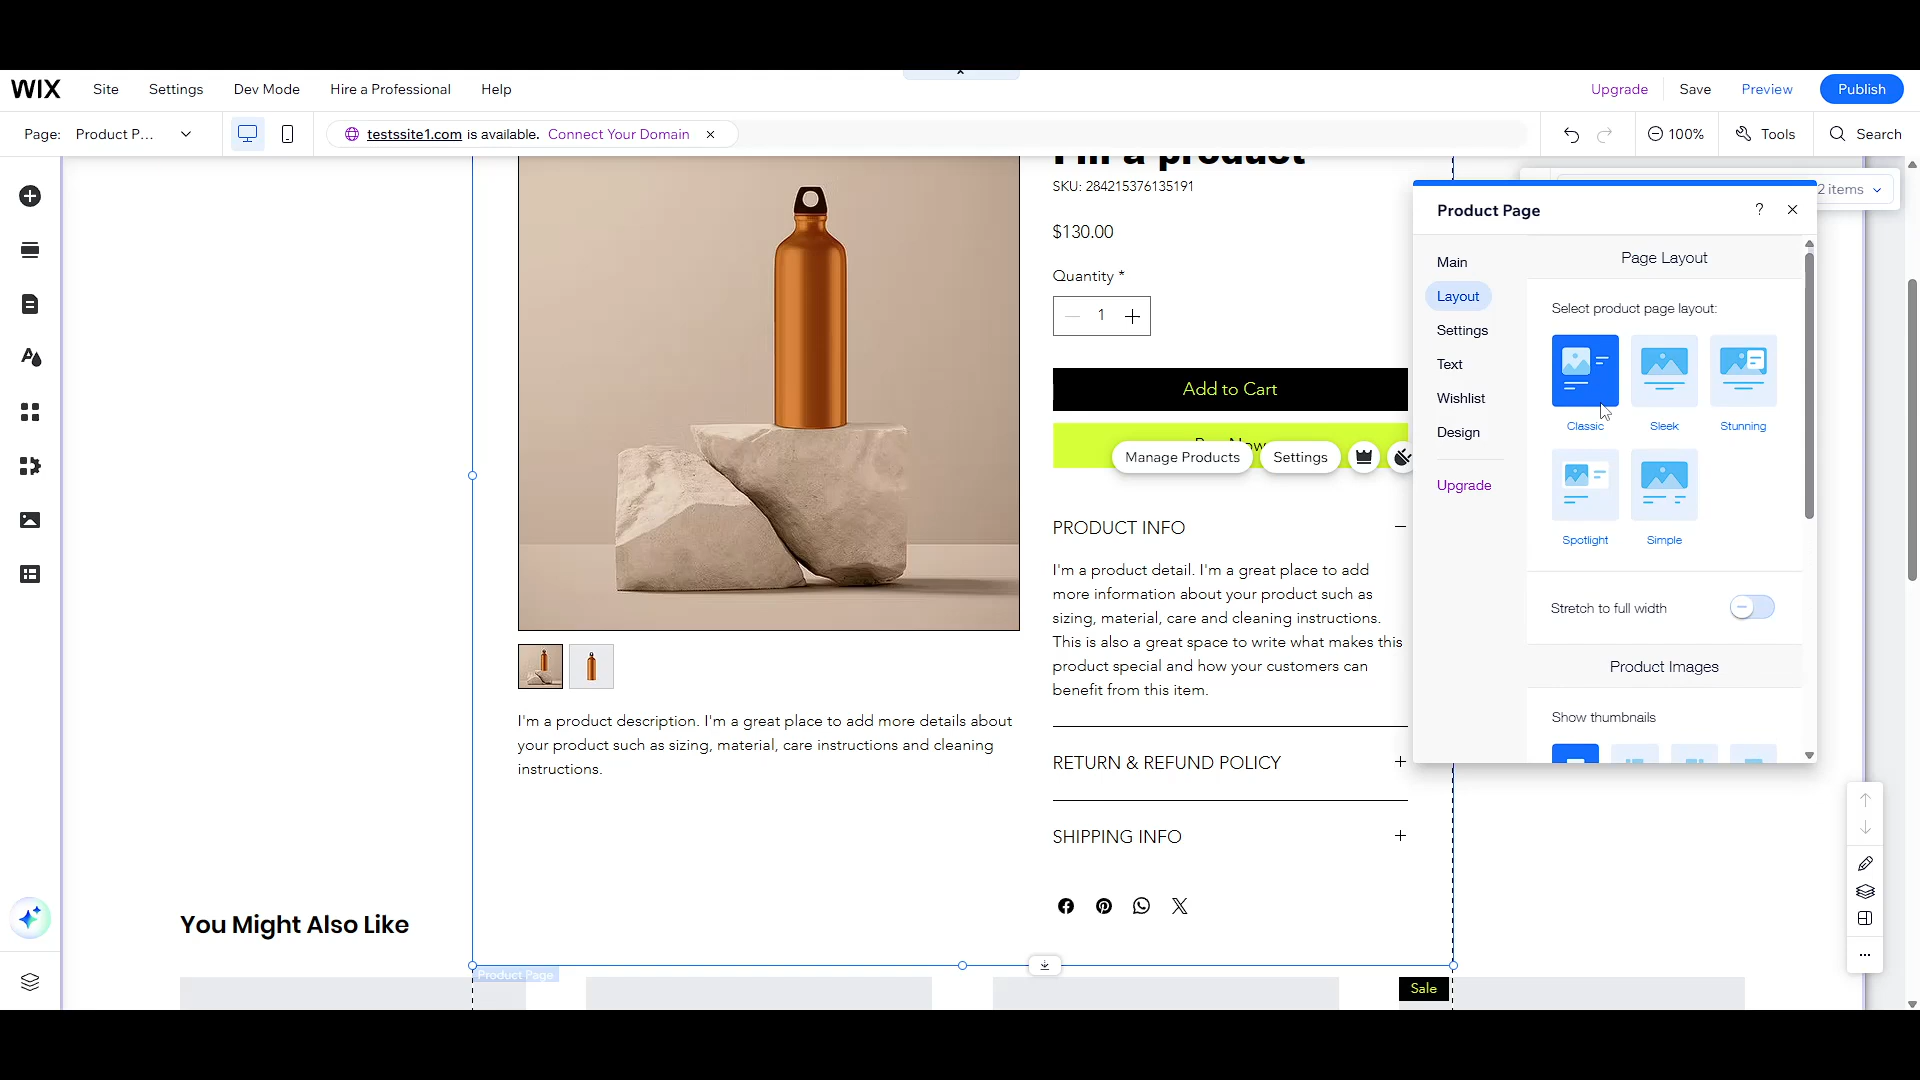 WIX
Site
Settings
Dev Mode
Hire a Professional
Help
Upgrade
Save
Preview
Publish
Page: Product P...
testssite1.com is available. Connect Your Domain
100%
Tools
Search
I'm a product
SKU: 284215376135191
$130.00
Quantity *
1
Add to Cart
Manage Products
Settings
PRODUCT INFO
I'm a product detail. I'm a great place to add
more information about your product such as
sizing, material, care and cleaning instructions.
This is also a great space to write what makes this
product special and how your customers can
benefit from this item.
RETURN & REFUND POLICY
SHIPPING INFO
I'm a product description. I'm a great place to add more details about
your product such as sizing, material, care instructions and cleaning
instructions.
You Might Also Like
Product Page
Sale
2 items
Product Page
?
Main
Layout
Settings
Text
Wishlist
Design
Upgrade
Page Layout
Select product page layout:
Classic
Sleek
Stunning
Spotlight
Simple
Stretch to full width
Product Images
Show thumbnails